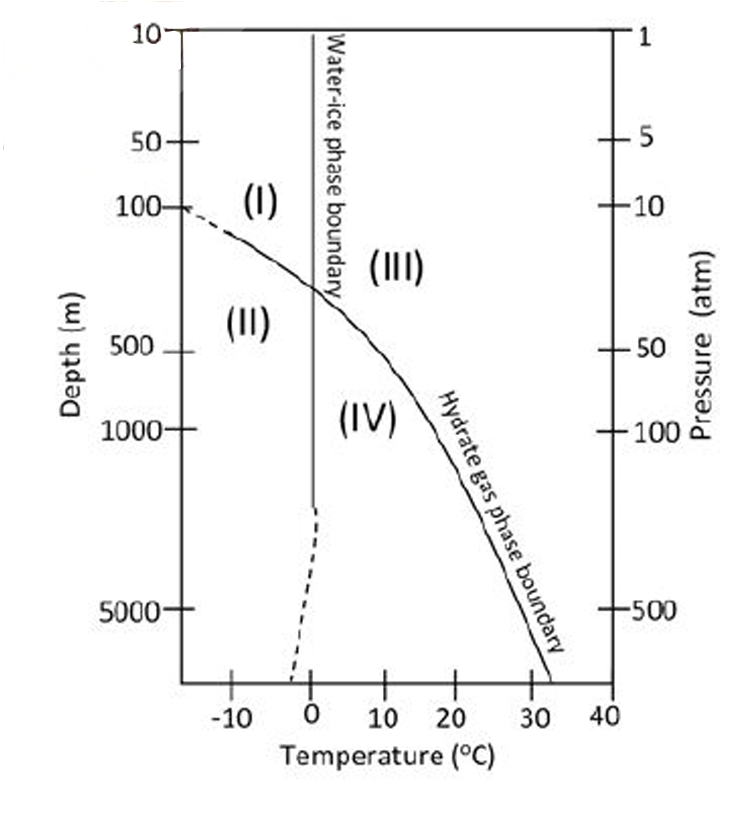 10
50
100
500
1000
5000
Depth (m)
1
5
10
50
100
500
Pressure (atm)
Water-ice phase boundary
Hydrate gas phase boundary
(I)
(II)
(III)
(IV)
-10
0
10
20
30
40
Temperature (°C)